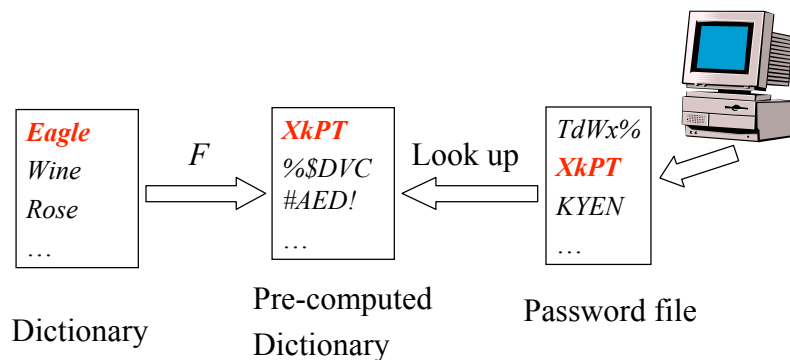 Eagle
Wine
Rose
…
F
XkPT
%$DVC
#AED!
…
Look up
TdWx%
XkPT
KYEN
…
Dictionary
Pre-computed
Dictionary
Password file